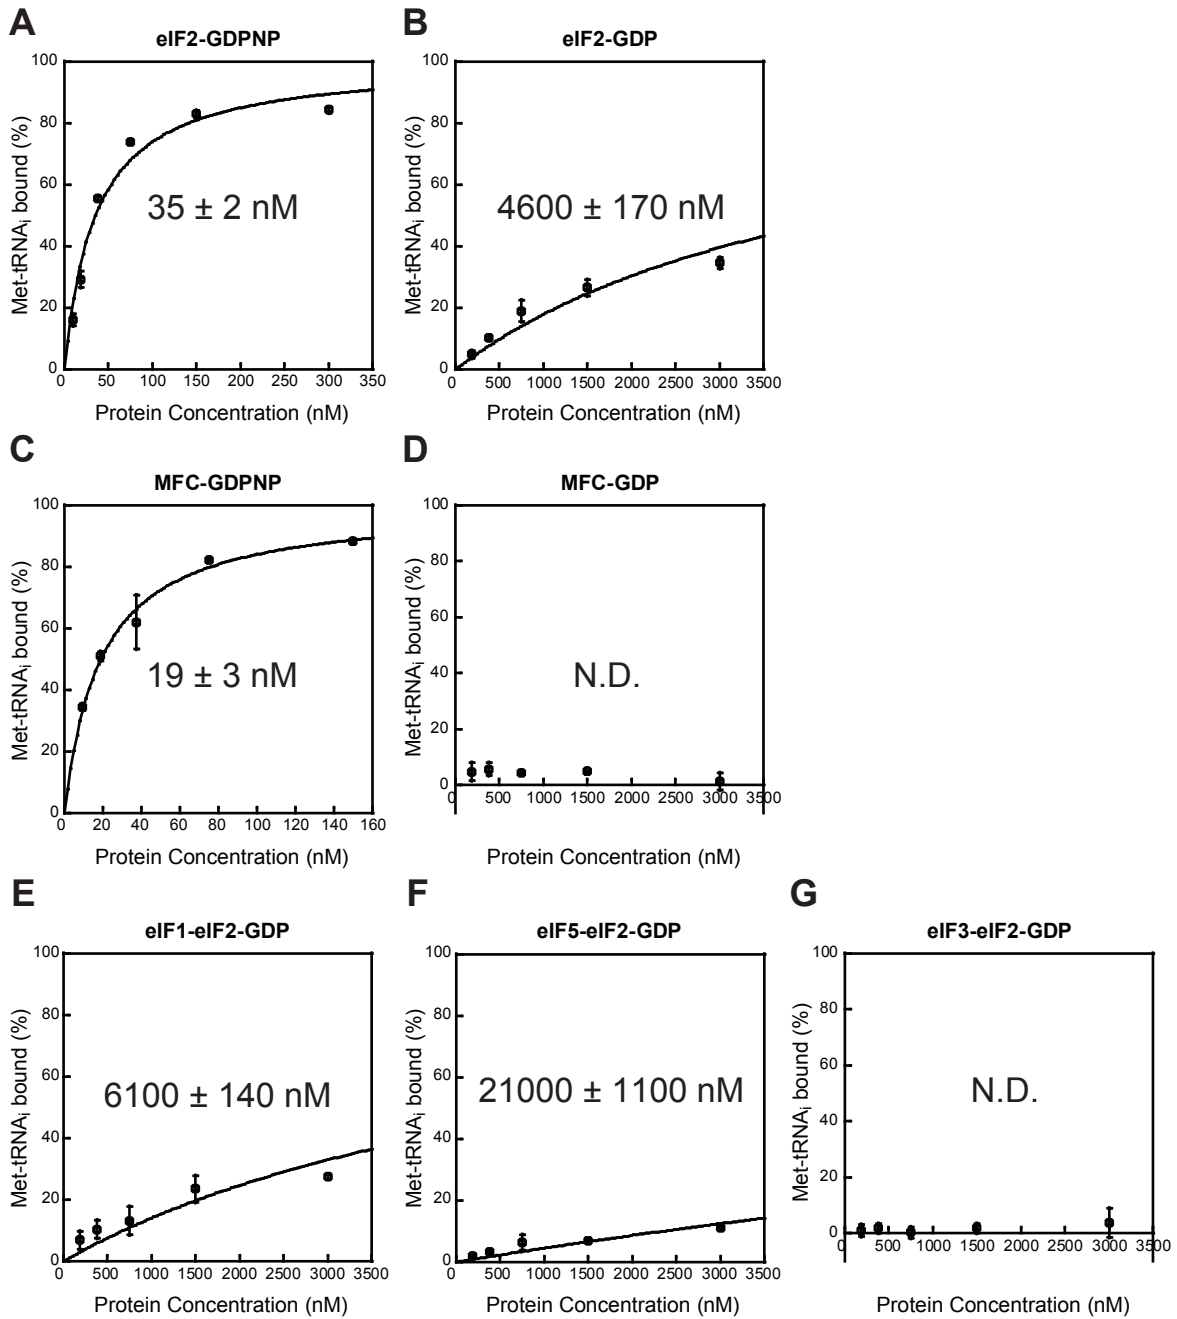 A
eIF2-GDPNP
100
80
60
40
20
0
Met-tRNAi bound (%)
35 ± 2 nM
0 50 100 150 200 250 300 350
Protein Concentration (nM)
B
eIF2-GDP
100
80
60
40
20
0
Met-tRNAi bound (%)
4600 ± 170 nM
0 500 1000 1500 2000 2500 3000 3500
Protein Concentration (nM)
C
MFC-GDPNP
100
80
60
40
20
0
Met-tRNAi bound (%)
19 ± 3 nM
0 20 40 60 80 100 120 140 160
Protein Concentration (nM)
D
MFC-GDP
100
80
60
40
20
0
Met-tRNAi bound (%)
N.D.
0 500 1000 1500 2000 2500 3000 3500
Protein Concentration (nM)
E
eIF1-eIF2-GDP
100
80
60
40
20
0
Met-tRNAi bound (%)
6100 ± 140 nM
0 500 1000 1500 2000 2500 3000 3500
Protein Concentration (nM)
F
eIF5-eIF2-GDP
100
80
60
40
20
0
Met-tRNAi bound (%)
21000 ± 1100 nM
0 500 1000 1500 2000 2500 3000 3500
Protein Concentration (nM)
G
eIF3-eIF2-GDP
100
80
60
40
20
0
Met-tRNAi bound (%)
N.D.
0 500 1000 1500 2000 2500 3000 3500
Protein Concentration (nM)